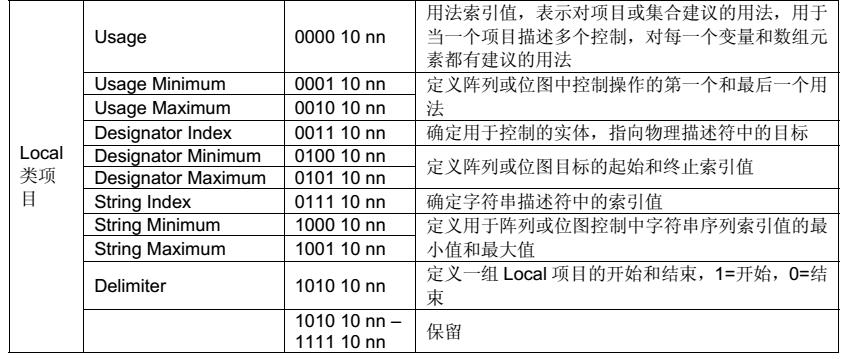 Local
类项
目
Usage
0000 10 nn
用法索引值，表示对项目或集合建议的用法，用于
当一个项目描述多个控制，对每一个变量和数组元
素都有建议的用法
Usage Minimum
0001 10 nn
Usage Maximum
0010 10 nn
定义阵列或位图中控制操作的第一个和最后一个用
法
Designator Index
0011 10 nn
确定用于控制的实体，指向物理描述符中的目标
Designator Minimum
0100 10 nn
Designator Maximum
0101 10 nn
定义阵列或位图目标的起始和终止索引值
String Index
0111 10 nn
确定字符串描述符中的索引值
String Minimum
1000 10 nn
String Maximum
1001 10 nn
定义用于阵列或位图控制中字符串序列索引值的最
小值和最大值
Delimiter
1010 10 nn
定义一组 Local 项目的开始和结束，1=开始，0=结
束
1010 10 nn –
1111 10 nn
保留